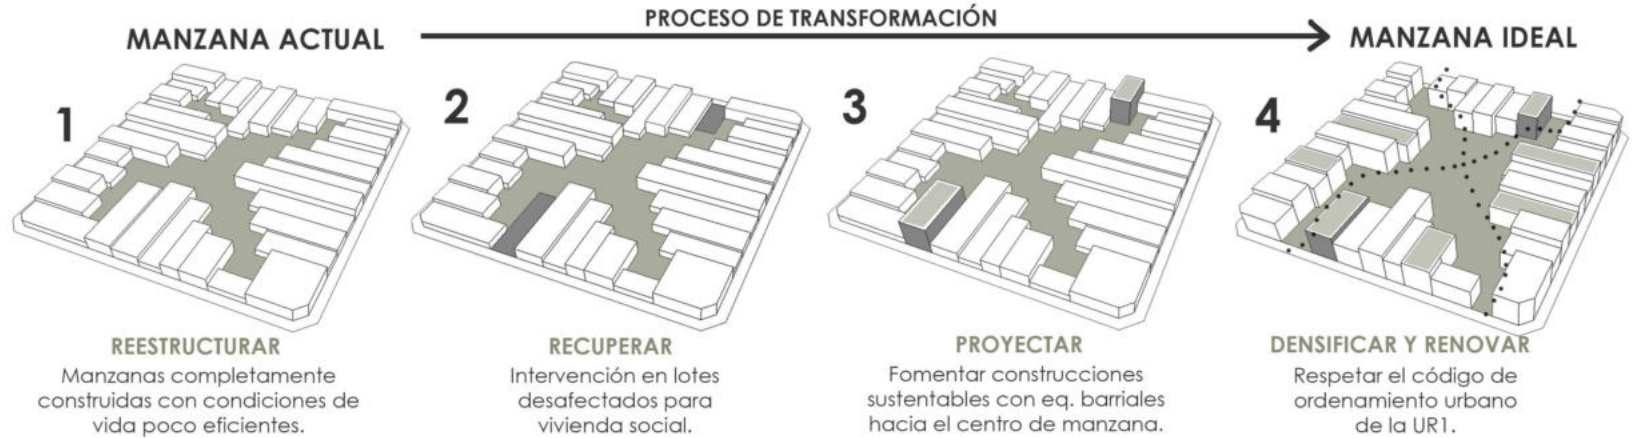 PROCESO DE TRANSFORMACIÓN
MANZANA ACTUAL
MANZANA IDEAL
1
2
3
4
REESTRUCTURAR
Manzanas completamente
construidas con condiciones de
vida poco eficientes.
RECUPERAR
Intervención en lotes
desafectados para
vivienda social.
PROYECTAR
Fomentar construcciones
sustentables con eq. barriales
hacia el centro de manzana.
DENSIFICAR Y RENOVAR
Respetar el código de
ordenamiento urbano
de la UR1.